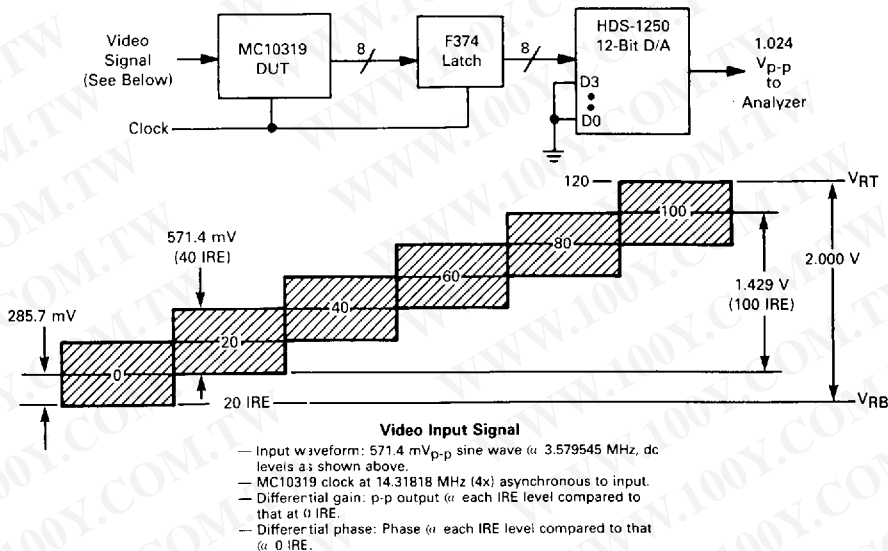 Video
Signal
(See Below)
MC10319
DUT
8
F374
Latch
8
HDS-1250
12-Bit D/A
D3
D0
1.024
Vp-p
to
Analyzer
Clock
120
VRT
100
80
60
40
20
0
571.4 mV
(40 IRE)
285.7 mV
2.000 V
1.429 V
(100 IRE)
20 IRE
VRB
Video Input Signal
— Input waveform: 571.4 mVp-p sine wave @ 3.579545 MHz, dc
levels as shown above.
— MC10319 clock at 14.31818 MHz (4x) asynchronous to input.
— Differential gain: p-p output @ each IRE level compared to
that at 0 IRE.
— Differential phase: Phase @ each IRE level compared to that
@ 0 IRE.
WWW.100Y.COM.TW